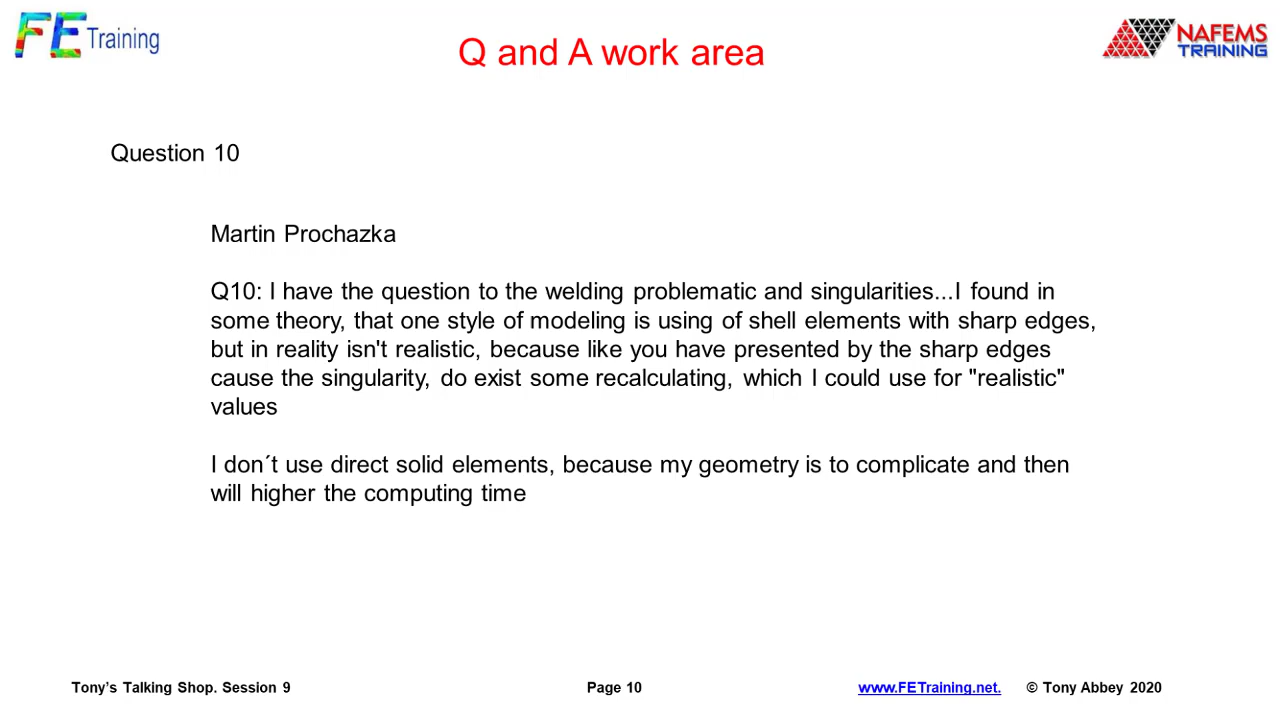 FE Training
Q and A work area
NAFEMS
TRAINING
Question 10
Martin Prochazka
Q10: I have the question to the welding problematic and singularities...I found in
some theory, that one style of modeling is using of shell elements with sharp edges,
but in reality isn't realistic, because like you have presented by the sharp edges
cause the singularity, do exist some recalculating, which I could use for "realistic"
values
I don´t use direct solid elements, because my geometry is to complicate and then
will higher the computing time
Tony’s Talking Shop. Session 9
Page 10
www.FETraining.net.
© Tony Abbey 2020